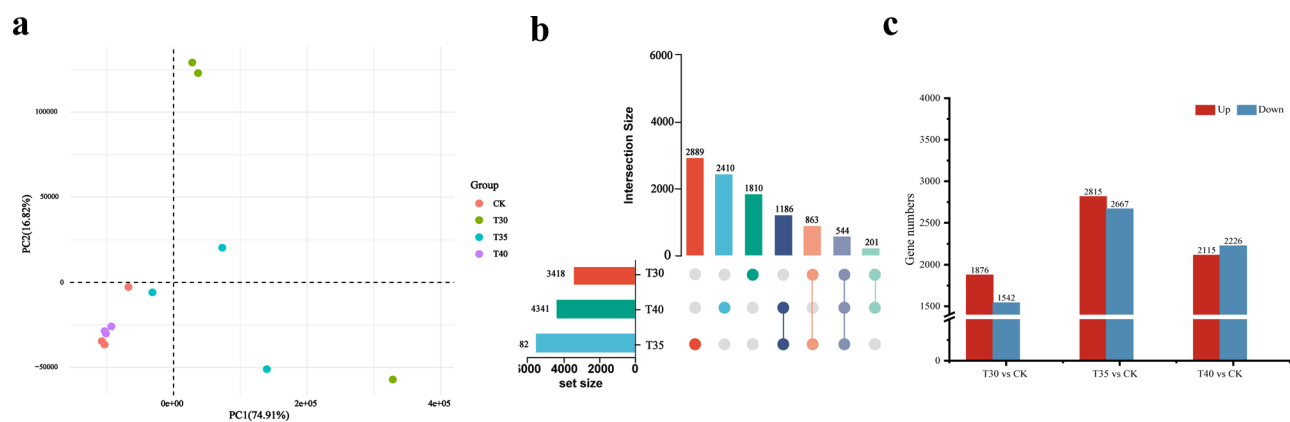 a
100000
50000
0
−50000
PC2(16.82%)
0e+00
2e+05
4e+05
PC1(74.91%)
Group
CK
T30
T35
T40
b
6000
4000
2000
0
Intersection Size
2889
2410
1810
1186
863
544
201
3418
T30
4341
T40
82
T35
6000
4000
2000
0
set size
c
4000
3500
3000
2500
2000
1500
0
Gene numbers
Up
Down
1876
1542
2815
2667
2115
2226
T30 vs CK
T35 vs CK
T40 vs CK